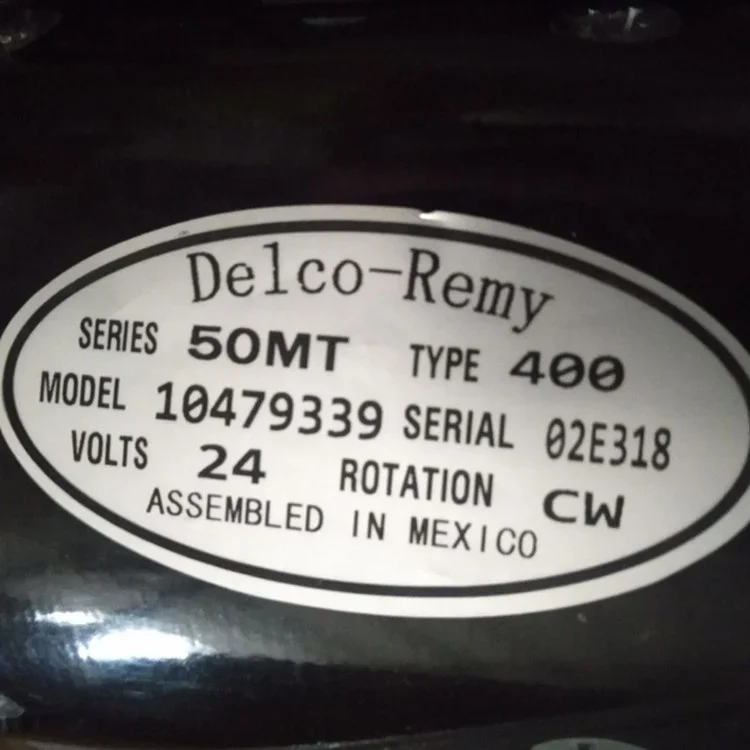 Delco-Remy
SERIES 50MT TYPE 400
MODEL 10479339 SERIAL 02E318
VOLTS 24 ROTATION CW
ASSEMBLED IN MEXICO